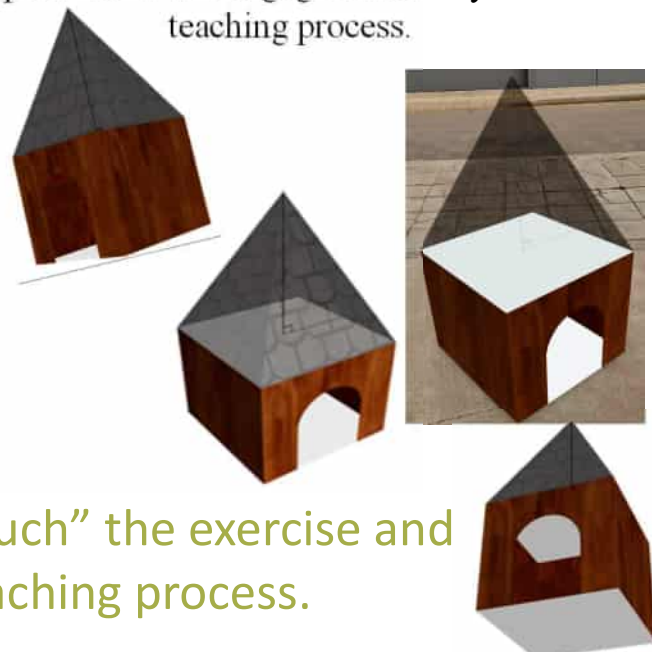 teaching process.
uch” the exercise and
aching process.